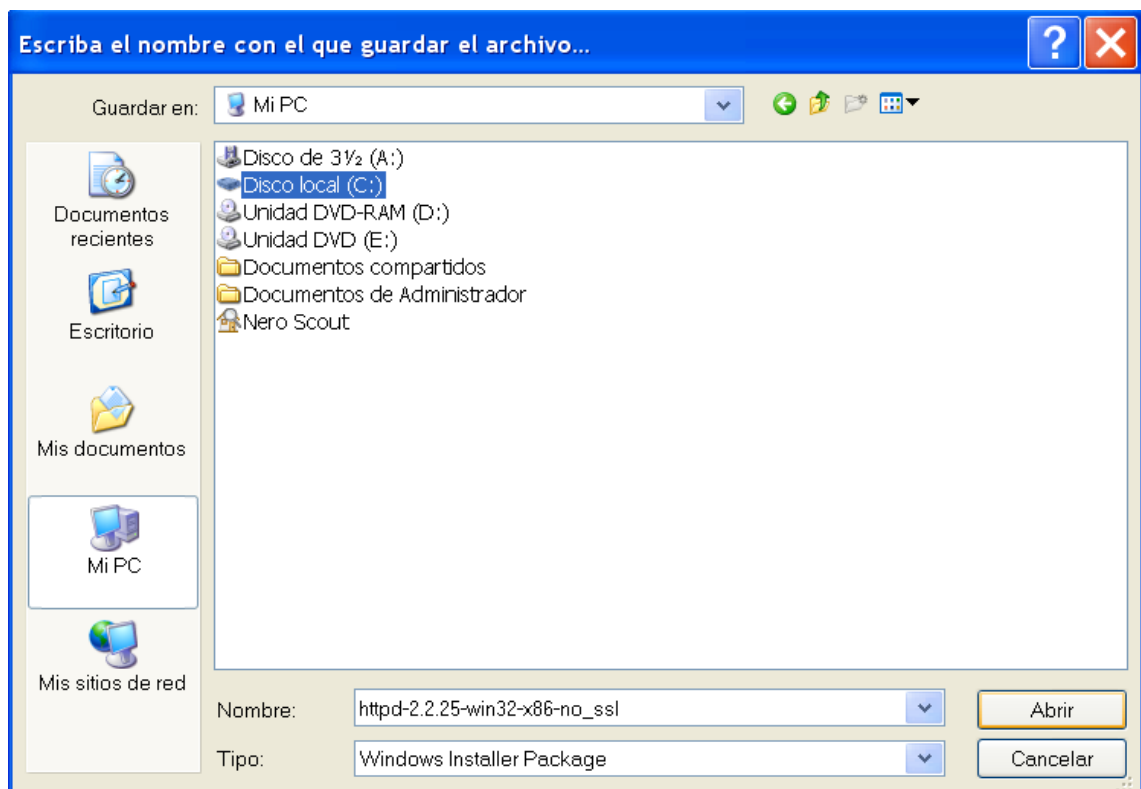 Escriba el nombre con el que guardar el archivo...
?
Guardar en:
Mi PC
Documentos
recientes
Escritorio
Mis documentos
Mi PC
Mis sitios de red
Disco de 3½ (A:)
Disco local (C:)
Unidad DVD-RAM (D:)
Unidad DVD (E:)
Documentos compartidos
Documentos de Administrador
Nero Scout
Nombre:
httpd-2.2.25-win32-x86-no_ssl
Abrir
Tipo:
Windows Installer Package
Cancelar